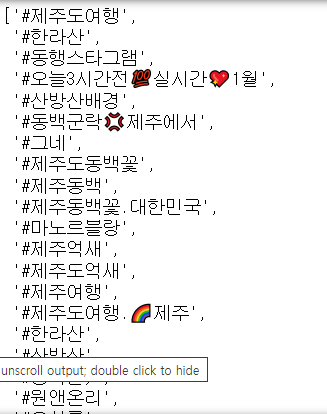 ['#제주도여행',
'#한라산',
'#동행스타그램',
'#오늘3시간전💯실시간💖1월',
'#산방산배경',
'#동백군락💢제주에서',
'#그네',
'#제주도동백꽃',
'#제주동백',
'#제주동백꽃.대한민국',
'#마노르블랑',
'#제주억새',
'#제주도억새',
'#제주여행',
'#제주도여행.🌈제주',
'#한라산',
unscroll output; double click to hide
'#원앤온리'